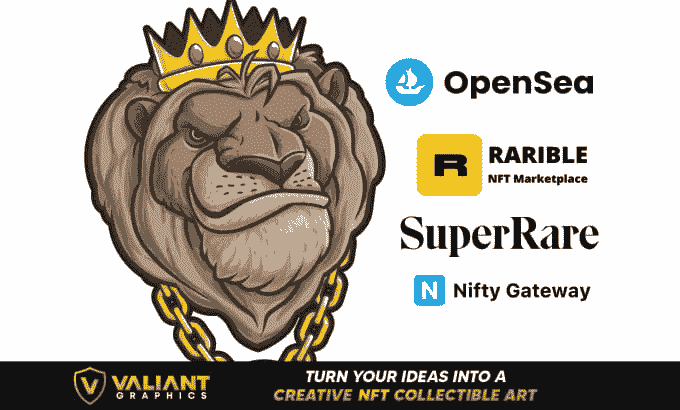 OpenSea
R
RARIBLE
NFT Marketplace
SuperRare
N
Nifty Gateway
V
VALIANT
GRAPHICS
TURN YOUR IDEAS INTO A
CREATIVE NFT COLLECTIBLE ART